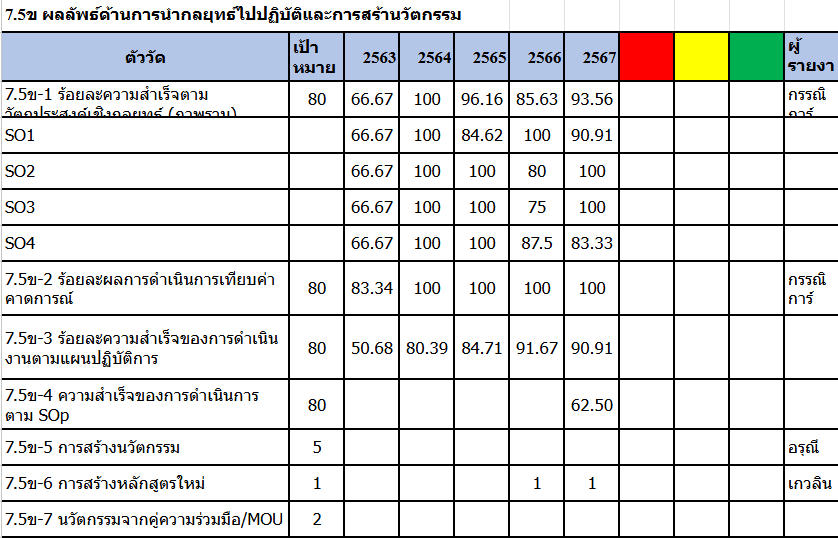 7.5ข ผลลัพธ์ด้านการนำกลยุทธ์ไปปฏิบัติและการสร้านวัตกรรม
ตัววัด เป้าหมาย 2563 2564 2565 2566 2567 ผู้รายงา
7.5ข-1 ร้อยละความสำเร็จตาม
วัตถุประสงค์เชิงกลยุทธ์ (ภาพรวม) 80 66.67 100 96.16 85.63 93.56 กรรณิการ์
SO1 66.67 100 84.62 100 90.91
SO2 66.67 100 100 80 100
SO3 66.67 100 100 75 100
SO4 66.67 100 100 87.5 83.33
7.5ข-2 ร้อยละผลการดำเนินการเทียบค่า
คาดการณ์ 80 83.34 100 100 100 100 กรรณิการ์
7.5ข-3 ร้อยละความสำเร็จของการดำเนิน
งานตามแผนปฏิบัติการ 80 50.68 80.39 84.71 91.67 90.91
7.5ข-4 ความสำเร็จของการดำเนินการ
ตาม SOp 80 62.50
7.5ข-5 การสร้างนวัตกรรม 5 อรุณี
7.5ข-6 การสร้างหลักสูตรใหม่ 1 1 1 เกวลิน
7.5ข-7 นวัตกรรมจากคู่ความร่วมมือ/MOU 2